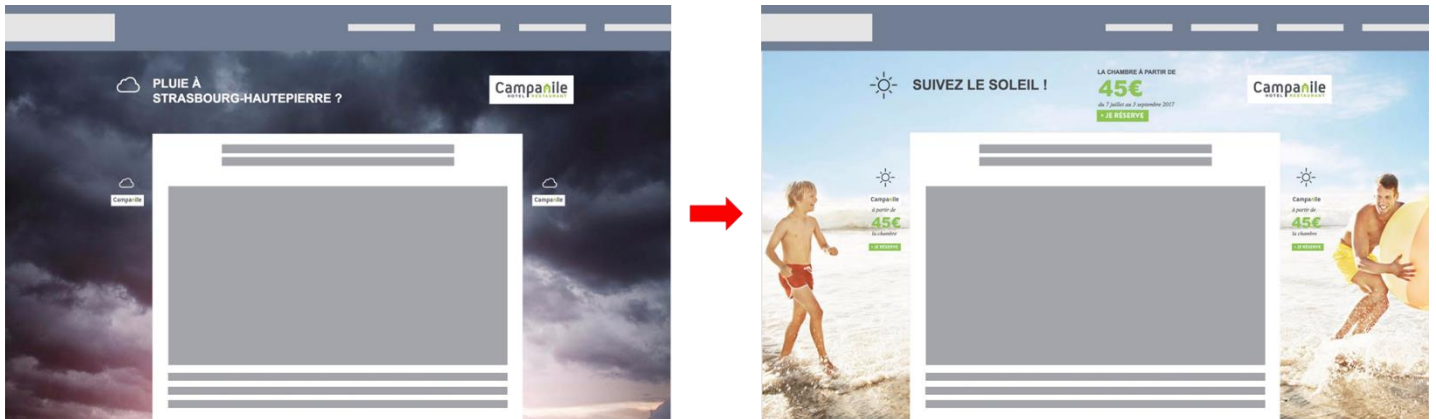 PLUIE À
STRASBOURG-HAUTEPIERRE ?
Campanile
HOTEL RESTAURANT
Campanile
Campanile
SUIVEZ LE SOLEIL !
LA CHAMBRE À PARTIR DE
45€
du 7 juillet au 3 septembre 2017
> JE RÉSERVE
Campanile
HOTEL RESTAURANT
Campanile
à partir de
45€
la chambre
> JE RÉSERVE
Campanile
à partir de
45€
la chambre
> JE RÉSERVE